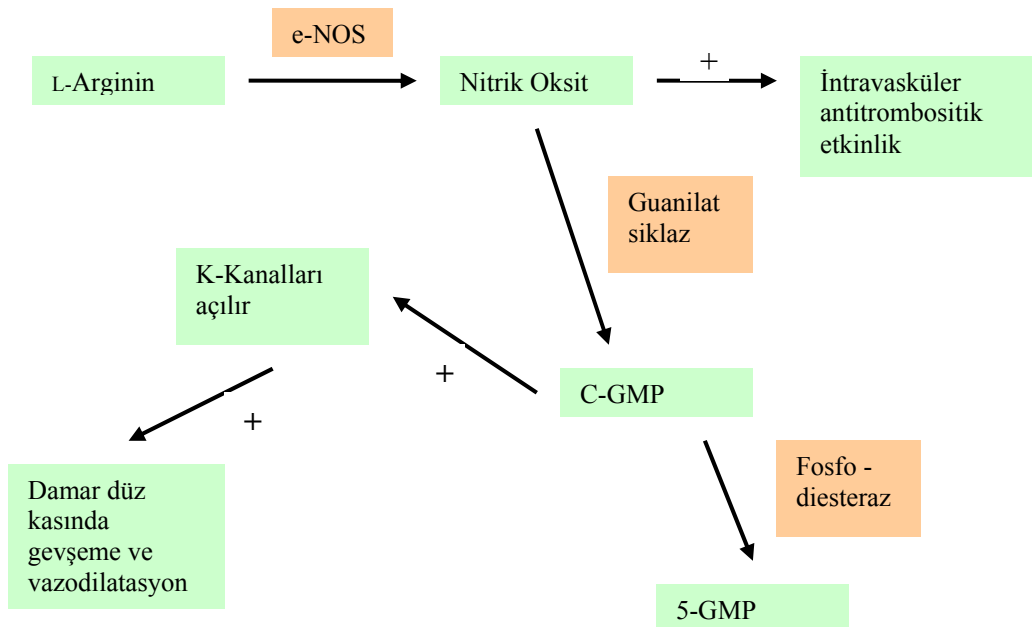 e-NOS
L-Arginin
Nitrik Oksit
+
İntravasküler
antitrombositik
etkinlik
Guanilat
siklaz
K-Kanalları
açılır
+
C-GMP
+
Fosfo -
diesteraz
Damar düz
kasında
gevşeme ve
vazodilatasyon
5-GMP